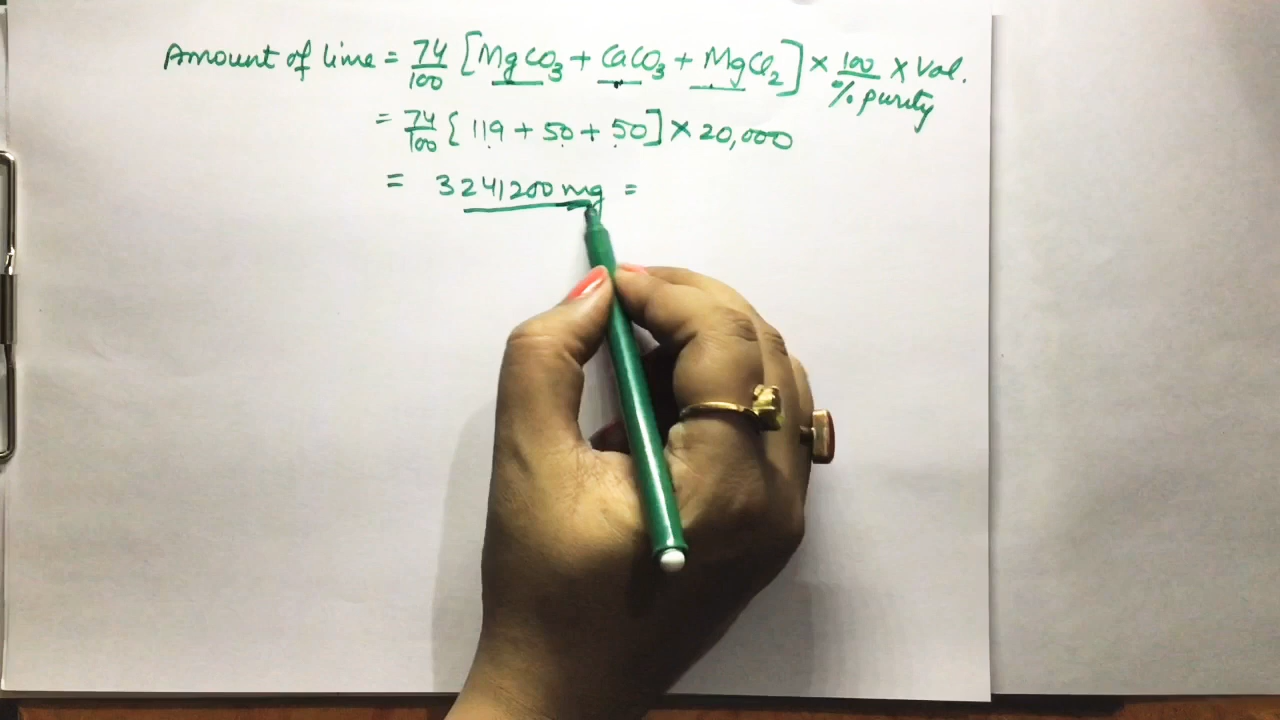 Amount of lime = 74/100 [MgCO₃ + CaCO₃ + MgCl₂] × 100/% purity × Vol.
= 74/100 [119 + 50 + 50] × 20,000
= 3241200 mg =